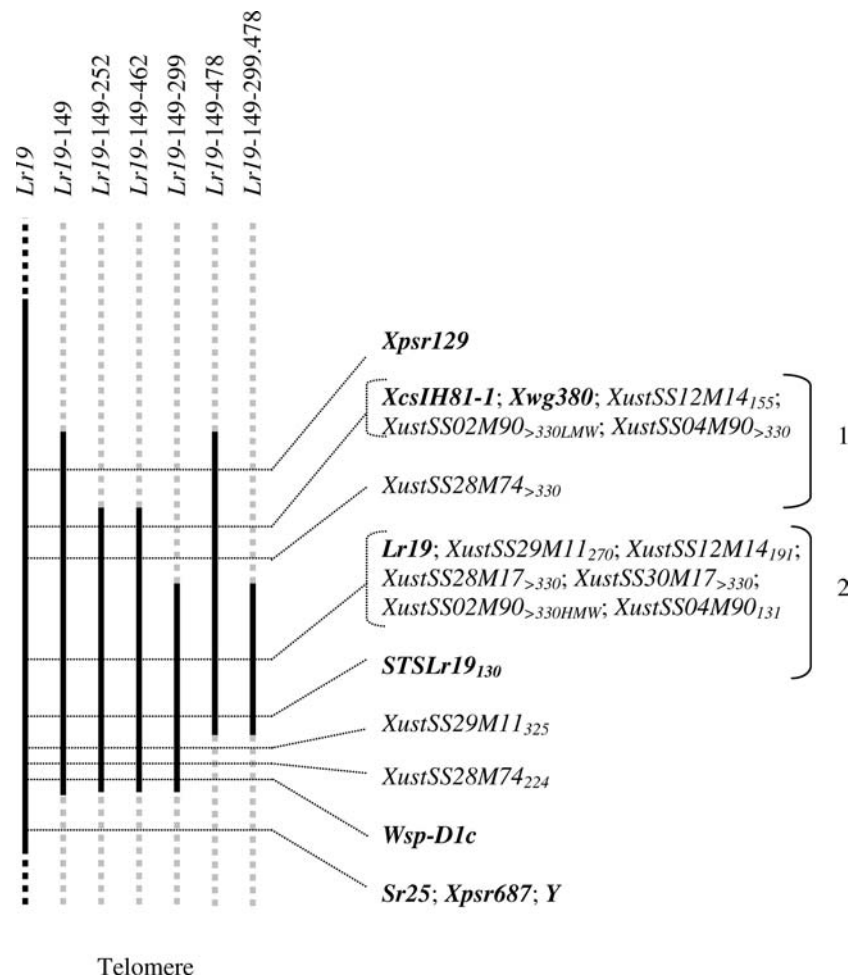 Lr19
Lr19-149
Lr19-149-252
Lr19-149-462
Lr19-149-299
Lr19-149-478
Lr19-149-299.478
Xpsr129
XcsIH81-1; Xwg380; XustSS12M14155;
XustSS02M90>330LMW; XustSS04M90>330
1
XustSS28M74>330
Lr19; XustSS29M11270; XustSS12M14191;
XustSS28M17>330; XustSS30M17>330;
XustSS02M90>330HMW; XustSS04M90131
2
STSLr19130
XustSS29M11325
XustSS28M74224
Wsp-D1c
Sr25; Xpsr687; Y
Telomere